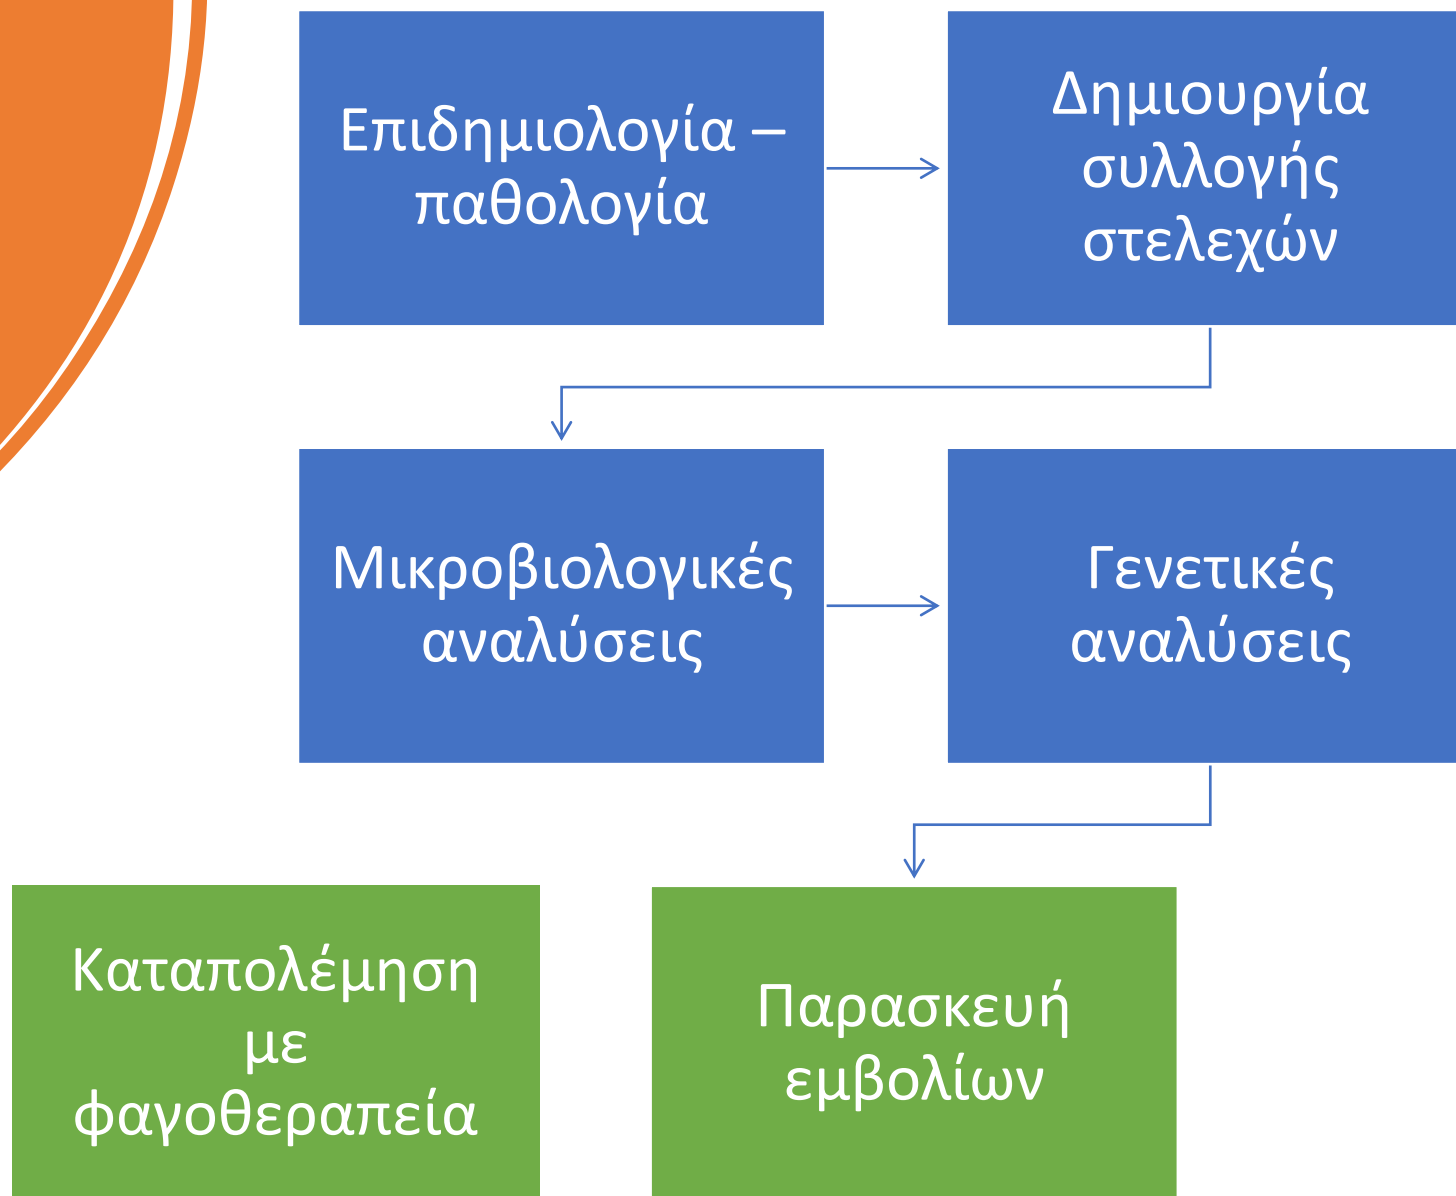 Επιδημιολογία –
παθολογία
Δημιουργία
συλλογής
στελεχών
Μικροβιολογικές
αναλύσεις
Γενετικές
αναλύσεις
Καταπολέμηση
με
φαγοθεραπεία
Παρασκευή
εμβολίων